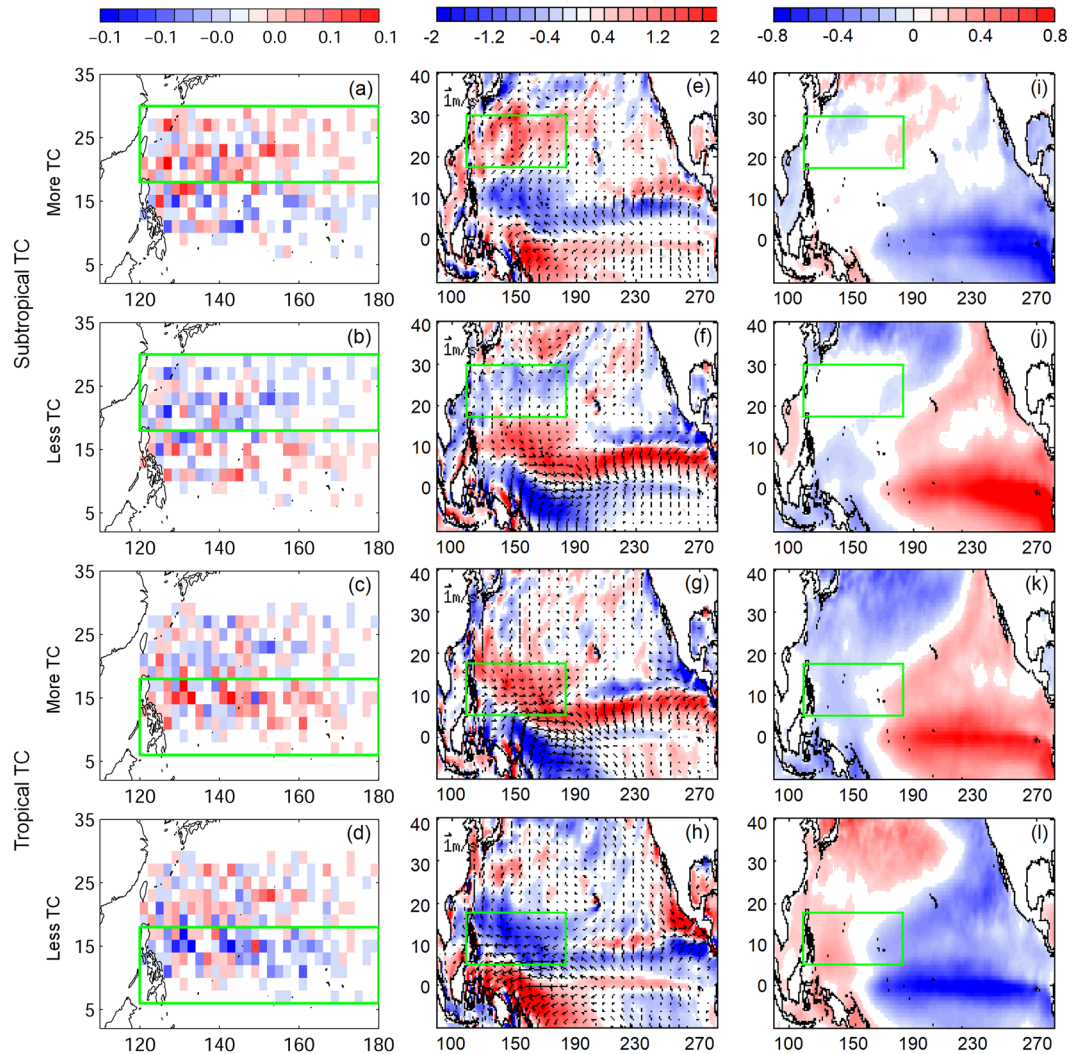 -0.1 -0.1 -0.0 0.0 0.1 0.1
-2 -1.2 -0.4 0.4 1.2 2
-0.8 -0.4 0 0.4 0.8
Subtropical TC
Tropical TC
More TC
35
25
15
5
(a)
120 140 160 180
40
30
20
10
0
1m/s
(e)
100 150 190 230 270
40
30
20
10
0
(i)
100 150 190 230 270
Less TC
35
25
15
5
(b)
120 140 160 180
40
30
20
10
0
1m/s
(f)
100 150 190 230 270
40
30
20
10
0
(j)
100 150 190 230 270
More TC
35
25
15
5
(c)
120 140 160 180
40
30
20
10
0
1m/s
(g)
100 150 190 230 270
40
30
20
10
0
(k)
100 150 190 230 270
Less TC
35
25
15
5
(d)
120 140 160 180
40
30
20
10
0
1m/s
(h)
100 150 190 230 270
40
30
20
10
0
(l)
100 150 190 230 270